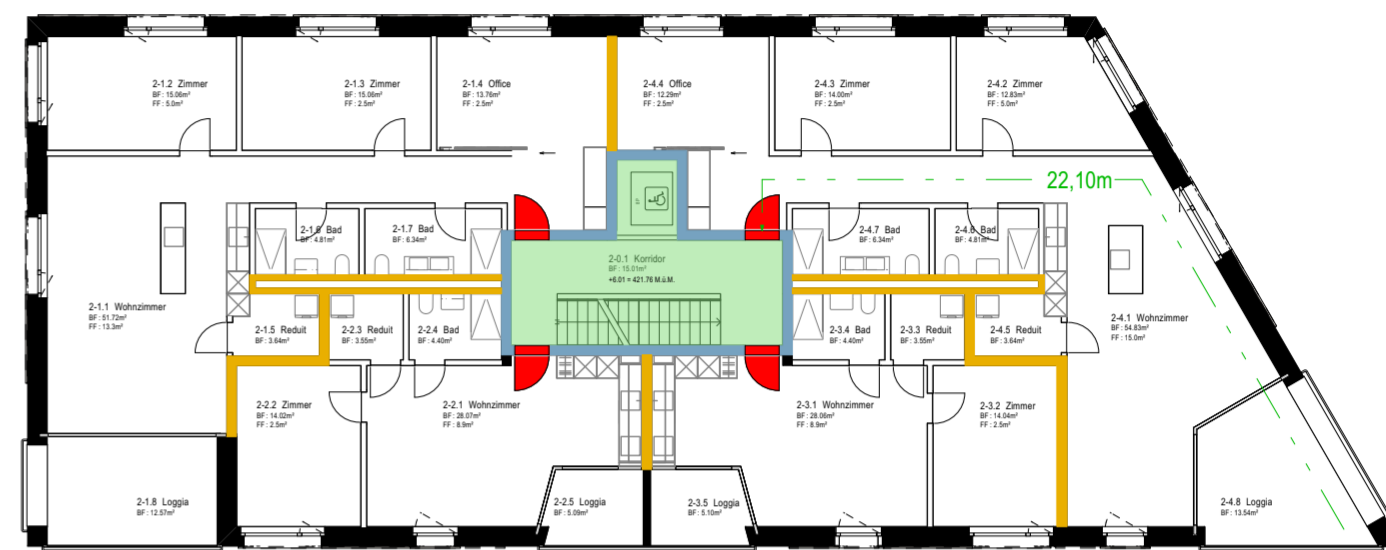 2-1.2 Zimmer
BF : 15.06m²
FF : 5.0m²
2-1.3 Zimmer
BF : 15.06m²
FF : 2.5m²
2-1.4 Office
BF : 13.76m²
FF : 2.5m²
2-4.4 Office
BF : 12.29m²
FF : 2.5m²
2-4.3 Zimmer
BF : 14.00m²
FF : 2.5m²
2-4.2 Zimmer
BF : 12.83m²
FF : 5.0m²
22,10m
2-1.6 Bad
BF : 4.81m²
2-1.7 Bad
BF : 6.34m²
2-4.7 Bad
BF : 6.34m²
2-4.6 Bad
BF : 4.81m²
2-0.1 Korridor
BF : 15.01m²
+6.01 = 421.76 M.ü.M.
2-1.1 Wohnzimmer
BF : 51.72m²
FF : 13.3m²
2-4.1 Wohnzimmer
BF : 54.83m²
FF : 15.0m²
2-1.5 Reduit
BF : 3.64m²
2-2.3 Reduit
BF : 3.55m²
2-2.4 Bad
BF : 4.40m²
2-3.4 Bad
BF : 4.40m²
2-3.3 Reduit
BF : 3.55m²
2-4.5 Reduit
BF : 3.64m²
2-2.2 Zimmer
BF : 14.02m²
FF : 2.5m²
2-2.1 Wohnzimmer
BF : 28.07m²
FF : 8.9m²
2-3.1 Wohnzimmer
BF : 28.06m²
FF : 8.9m²
2-3.2 Zimmer
BF : 14.04m²
FF : 2.5m²
2-1.8 Loggia
BF : 12.57m²
2-2.5 Loggia
BF : 5.09m²
2-3.5 Loggia
BF : 5.10m²
2-4.8 Loggia
BF : 13.54m²